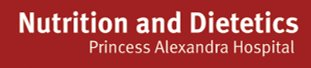 Nutrition and Dietetics
Princess Alexandra Hospital